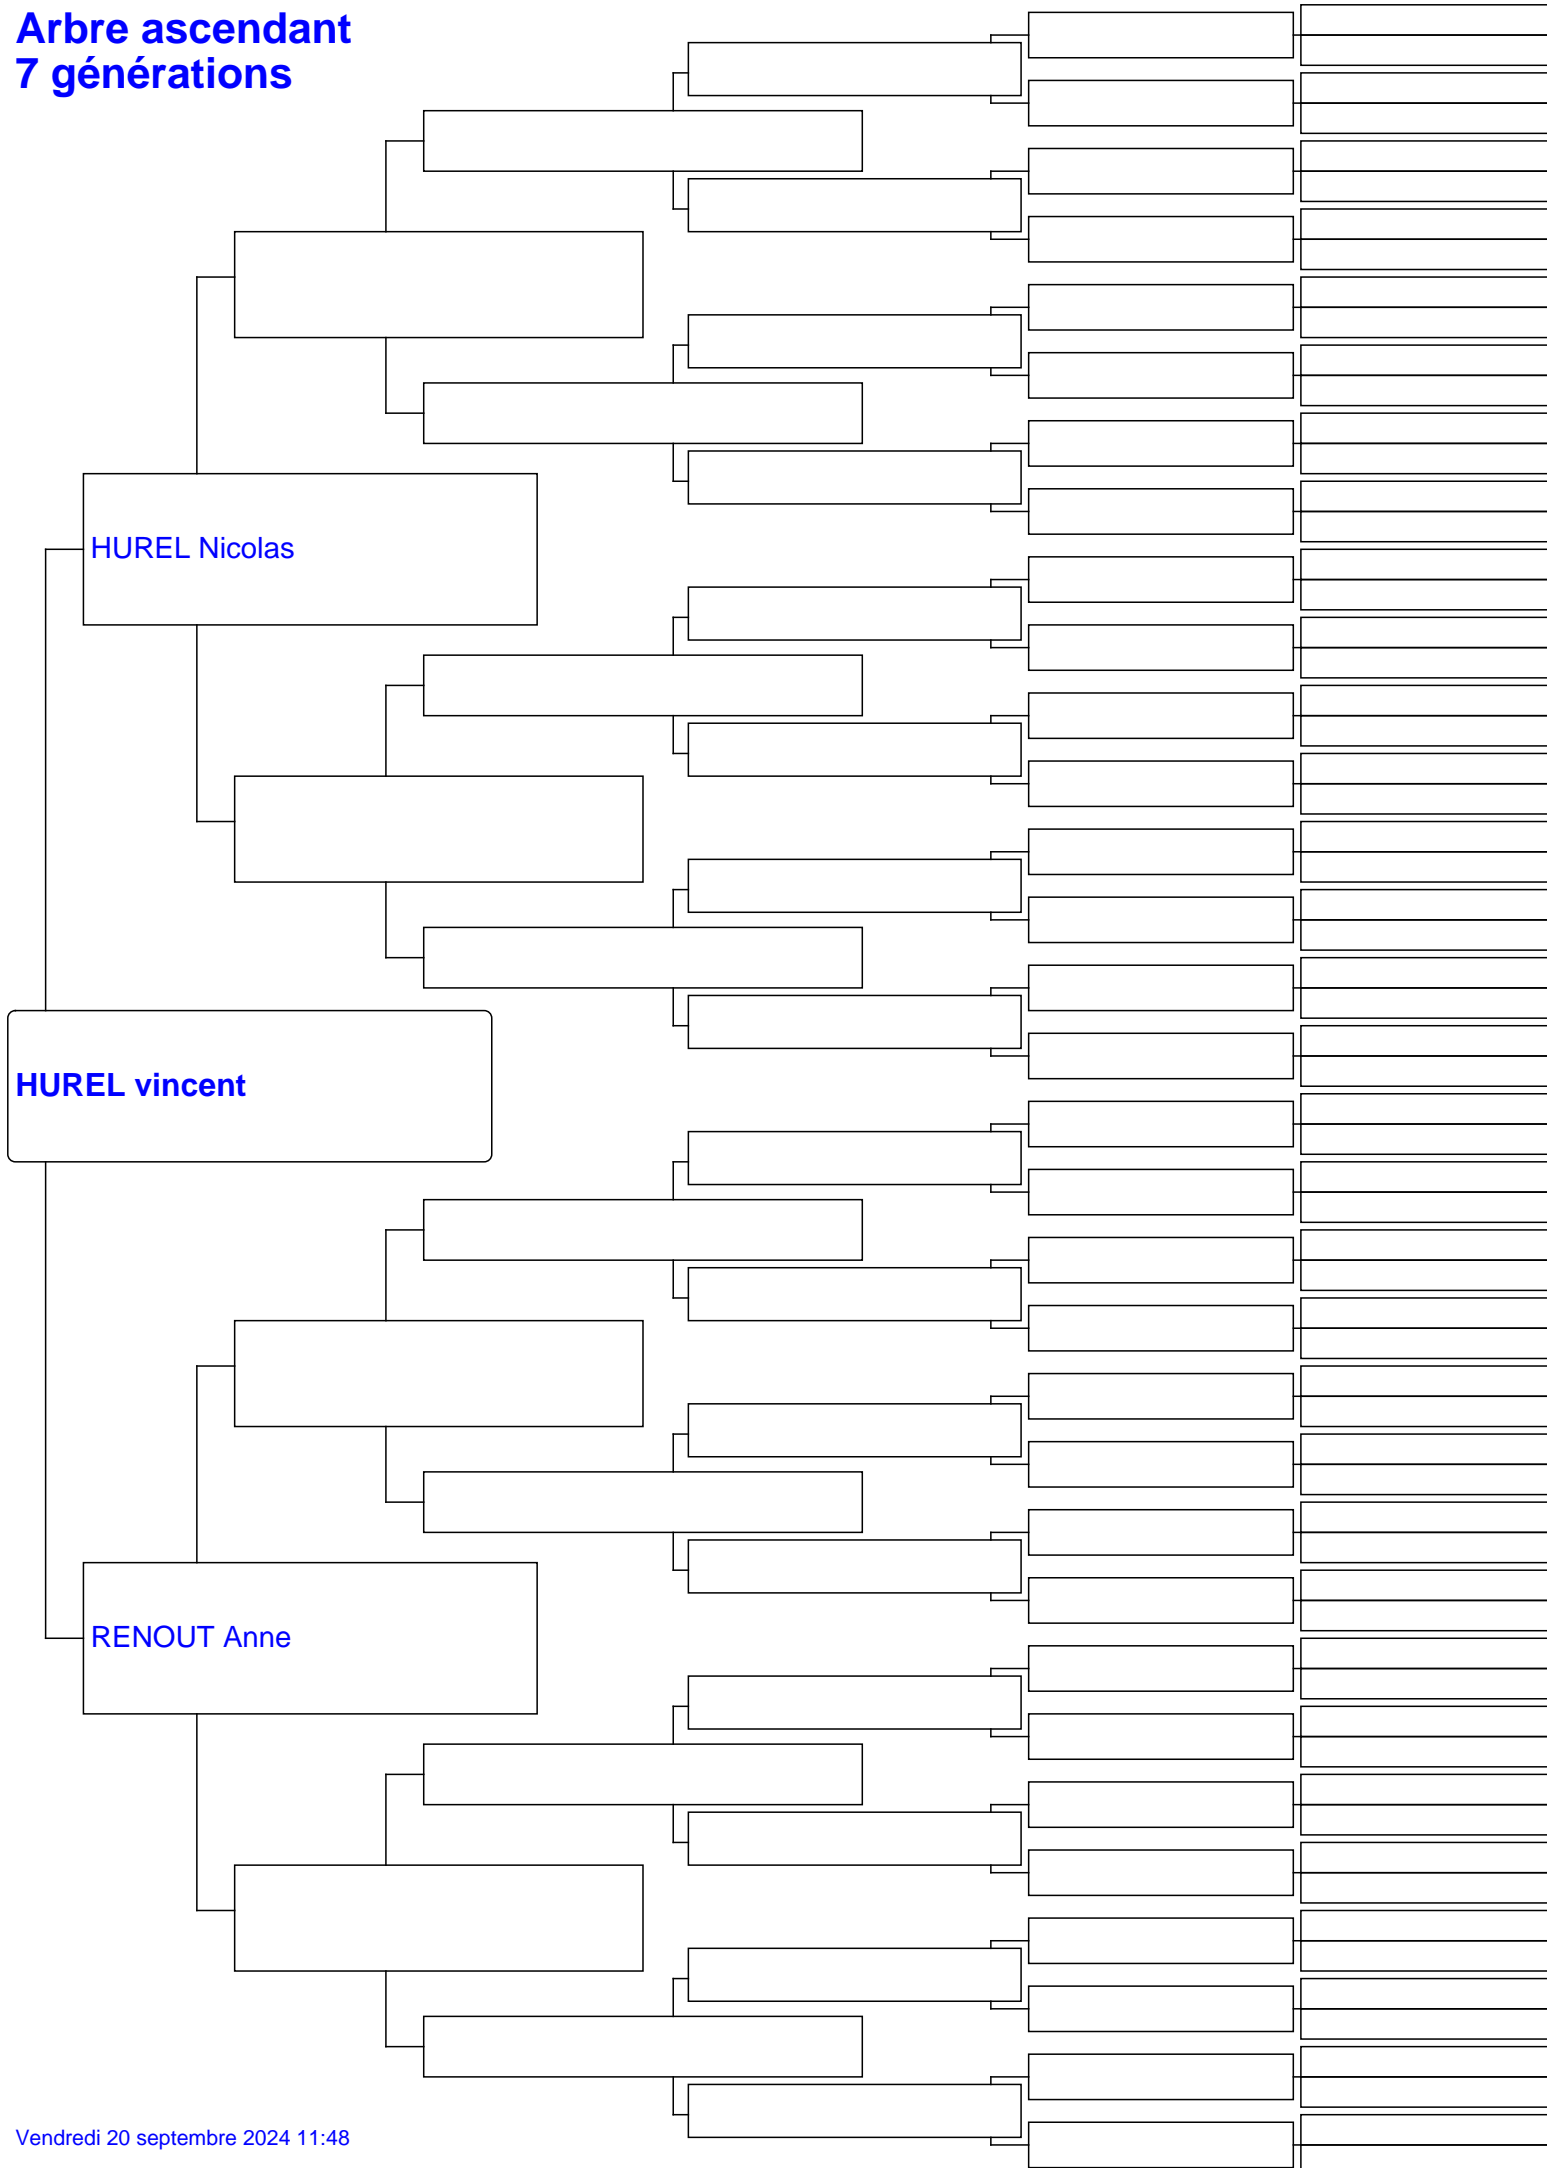 Arbre ascendant
7 générations
HUREL Nicolas
HUREL vincent
RENOUT Anne
Vendredi 20 septembre 2024 11:48